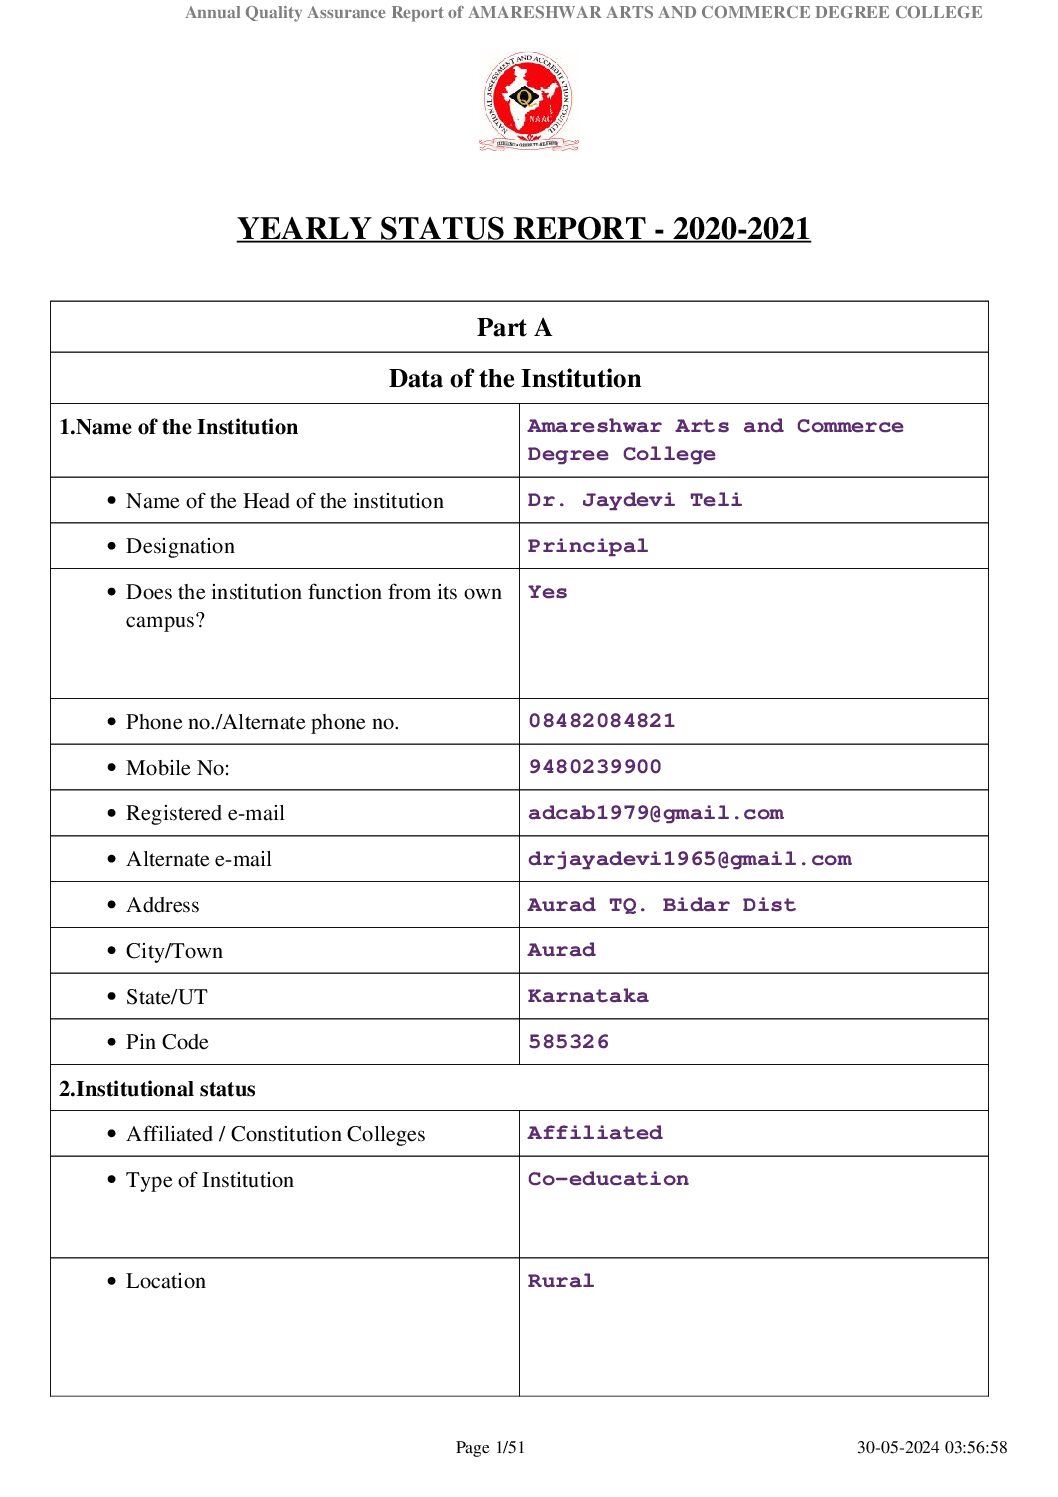 Annual Quality Assurance Report of AMARESHWAR ARTS AND COMMERCE DEGREE COLLEGE
NATIONAL ASSESSMENT AND ACCREDITATION COUNCIL
NAAC
YEARLY STATUS REPORT - 2020-2021
Part A
Data of the Institution
1.Name of the Institution
Amareshwar Arts and Commerce
Degree College
• Name of the Head of the institution
Dr. Jaydevi Teli
• Designation
Principal
• Does the institution function from its own
campus?
Yes
• Phone no./Alternate phone no.
08482084821
• Mobile No:
9480239900
• Registered e-mail
adcab1979@gmail.com
• Alternate e-mail
drjayadevi1965@gmail.com
• Address
Aurad TQ. Bidar Dist
• City/Town
Aurad
• State/UT
Karnataka
• Pin Code
585326
2.Institutional status
• Affiliated / Constitution Colleges
Affiliated
• Type of Institution
Co-education
• Location
Rural
Page 1/51
30-05-2024 03:56:58